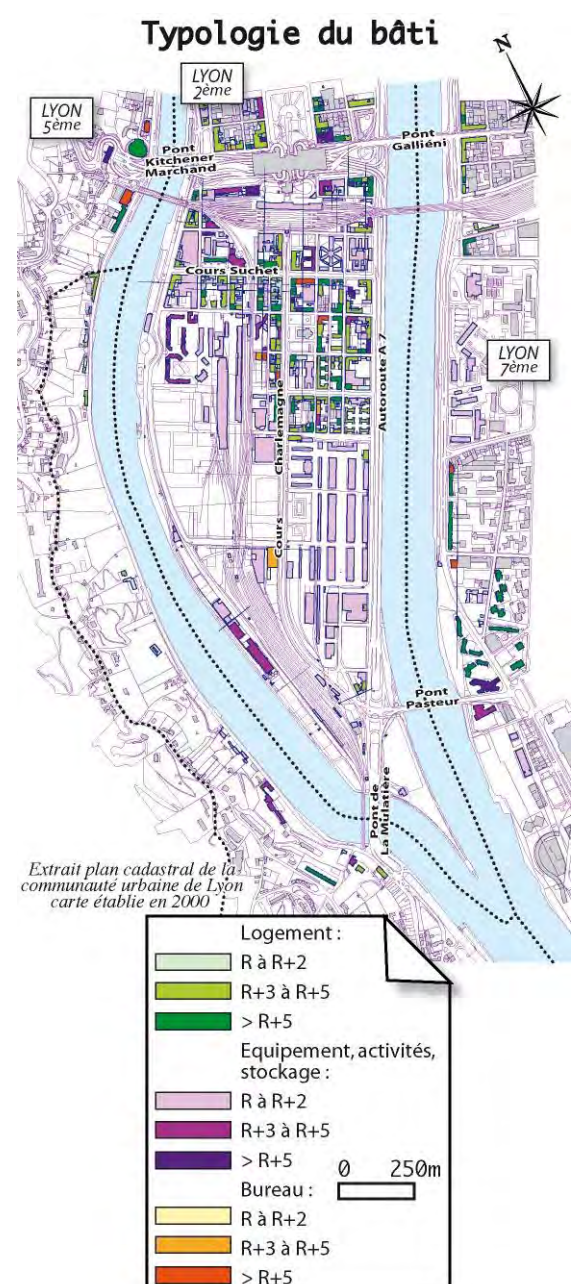 Typologie du bâti
N
LYON
2ème
LYON
5ème
Pont
Kitchener
Marchand
Pont
Galliéni
Cours Suchet
LYON
7ème
Autoroute A 7
Cours Charlemagne
Pont
Pasteur
Pont de
La Mulatière
Extrait plan cadastral de la
communauté urbaine de Lyon
carte établie en 2000
Logement :
R à R+2
R+3 à R+5
> R+5
Equipement, activités,
stockage :
R à R+2
R+3 à R+5
> R+5
0 250m
Bureau :
R à R+2
R+3 à R+5
> R+5